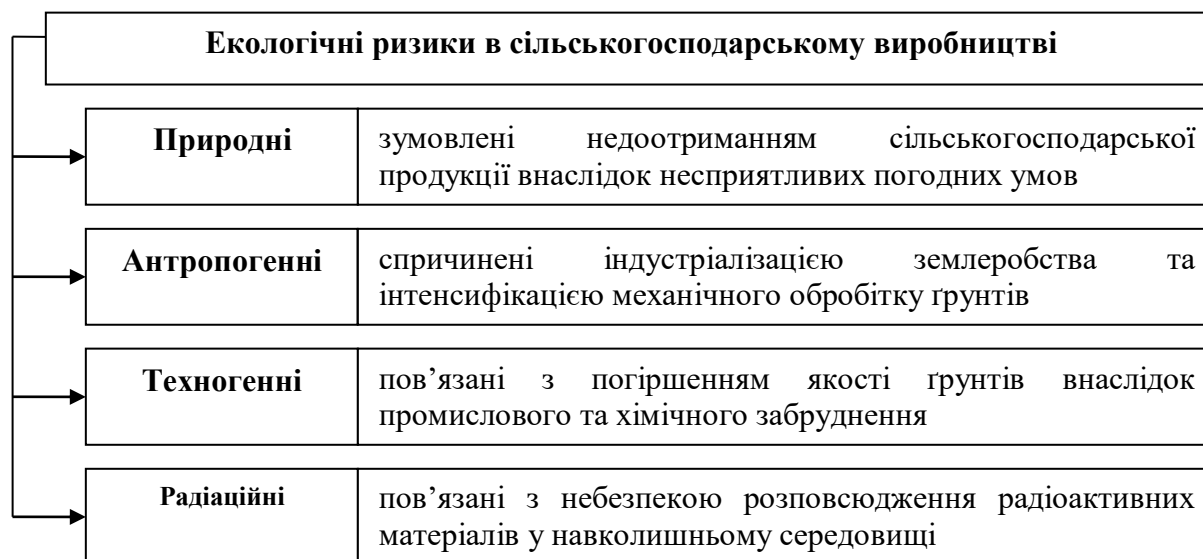 Екологічні ризики в сільськогосподарському виробництві
Природні
зумовлені недоотриманням сільськогосподарської
продукції внаслідок несприятливих погодних умов
Антропогенні
спричинені індустріалізацією землеробства та
інтенсифікацією механічного обробітку ґрунтів
Техногенні
пов’язані з погіршенням якості ґрунтів внаслідок
промислового та хімічного забруднення
Радіаційні
пов’язані з небезпекою розповсюдження радіоактивних
матеріалів у навколишньому середовищі